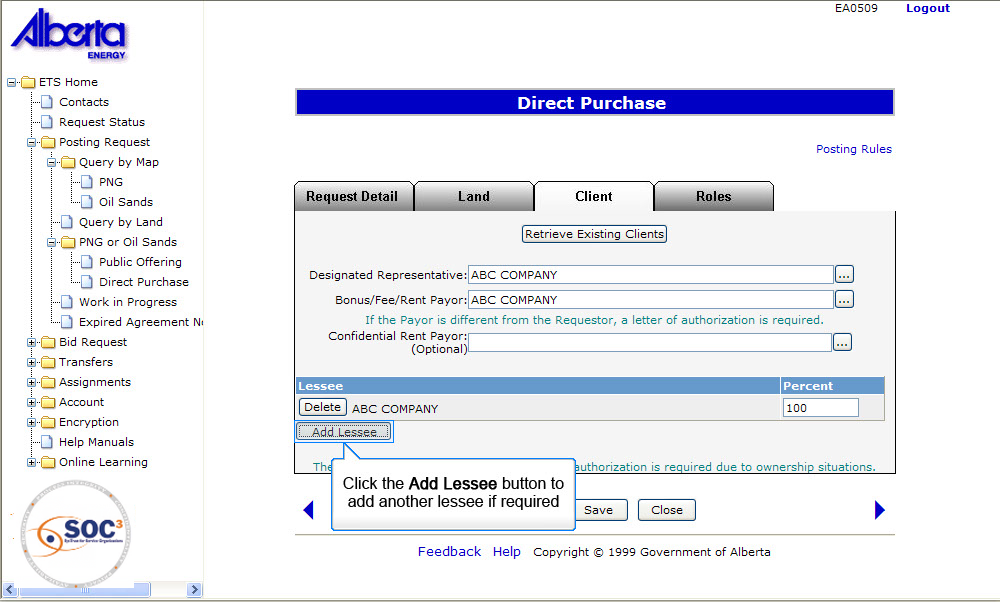 EA0509 Logout
Alberta
ENERGY
ETS Home
Contacts
Request Status
Posting Request
Query by Map
PNG
Oil Sands
Query by Land
PNG or Oil Sands
Public Offering
Direct Purchase
Work in Progress
Expired Agreement No
Bid Request
Transfers
Assignments
Account
Encryption
Help Manuals
Online Learning
SOC3
Direct Purchase
Posting Rules
Request Detail Land Client Roles
Retrieve Existing Clients
Designated Representative: ABC COMPANY ...
Bonus/Fee/Rent Payor: ABC COMPANY ...
If the Payor is different from the Requestor, a letter of authorization is required.
Confidential Rent Payor: ...
(Optional)
Lessee Percent
Delete ABC COMPANY 100
Add Lessee
The authorization is required due to ownership situations.
Click the Add Lessee button to
add another lessee if required
Save Close
Feedback Help Copyright © 1999 Government of Alberta